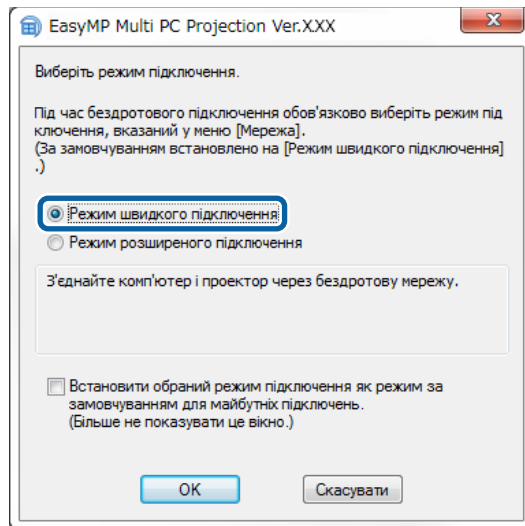 EasyMP Multi PC Projection Ver.XXX
Виберіть режим підключення.
Під час бездротового підключення обов'язково виберіть режим під
ключення, вказаний у меню [Мережа].
(За замовчуванням встановлено на [Режим швидкого підключення]
.)
Режим швидкого підключення
Режим розширеного підключення
З'єднайте комп'ютер і проектор через бездротову мережу.
Встановити обраний режим підключення як режим за
замовчуванням для майбутніх підключень.
(Більше не показувати це вікно.)
OK Скасувати